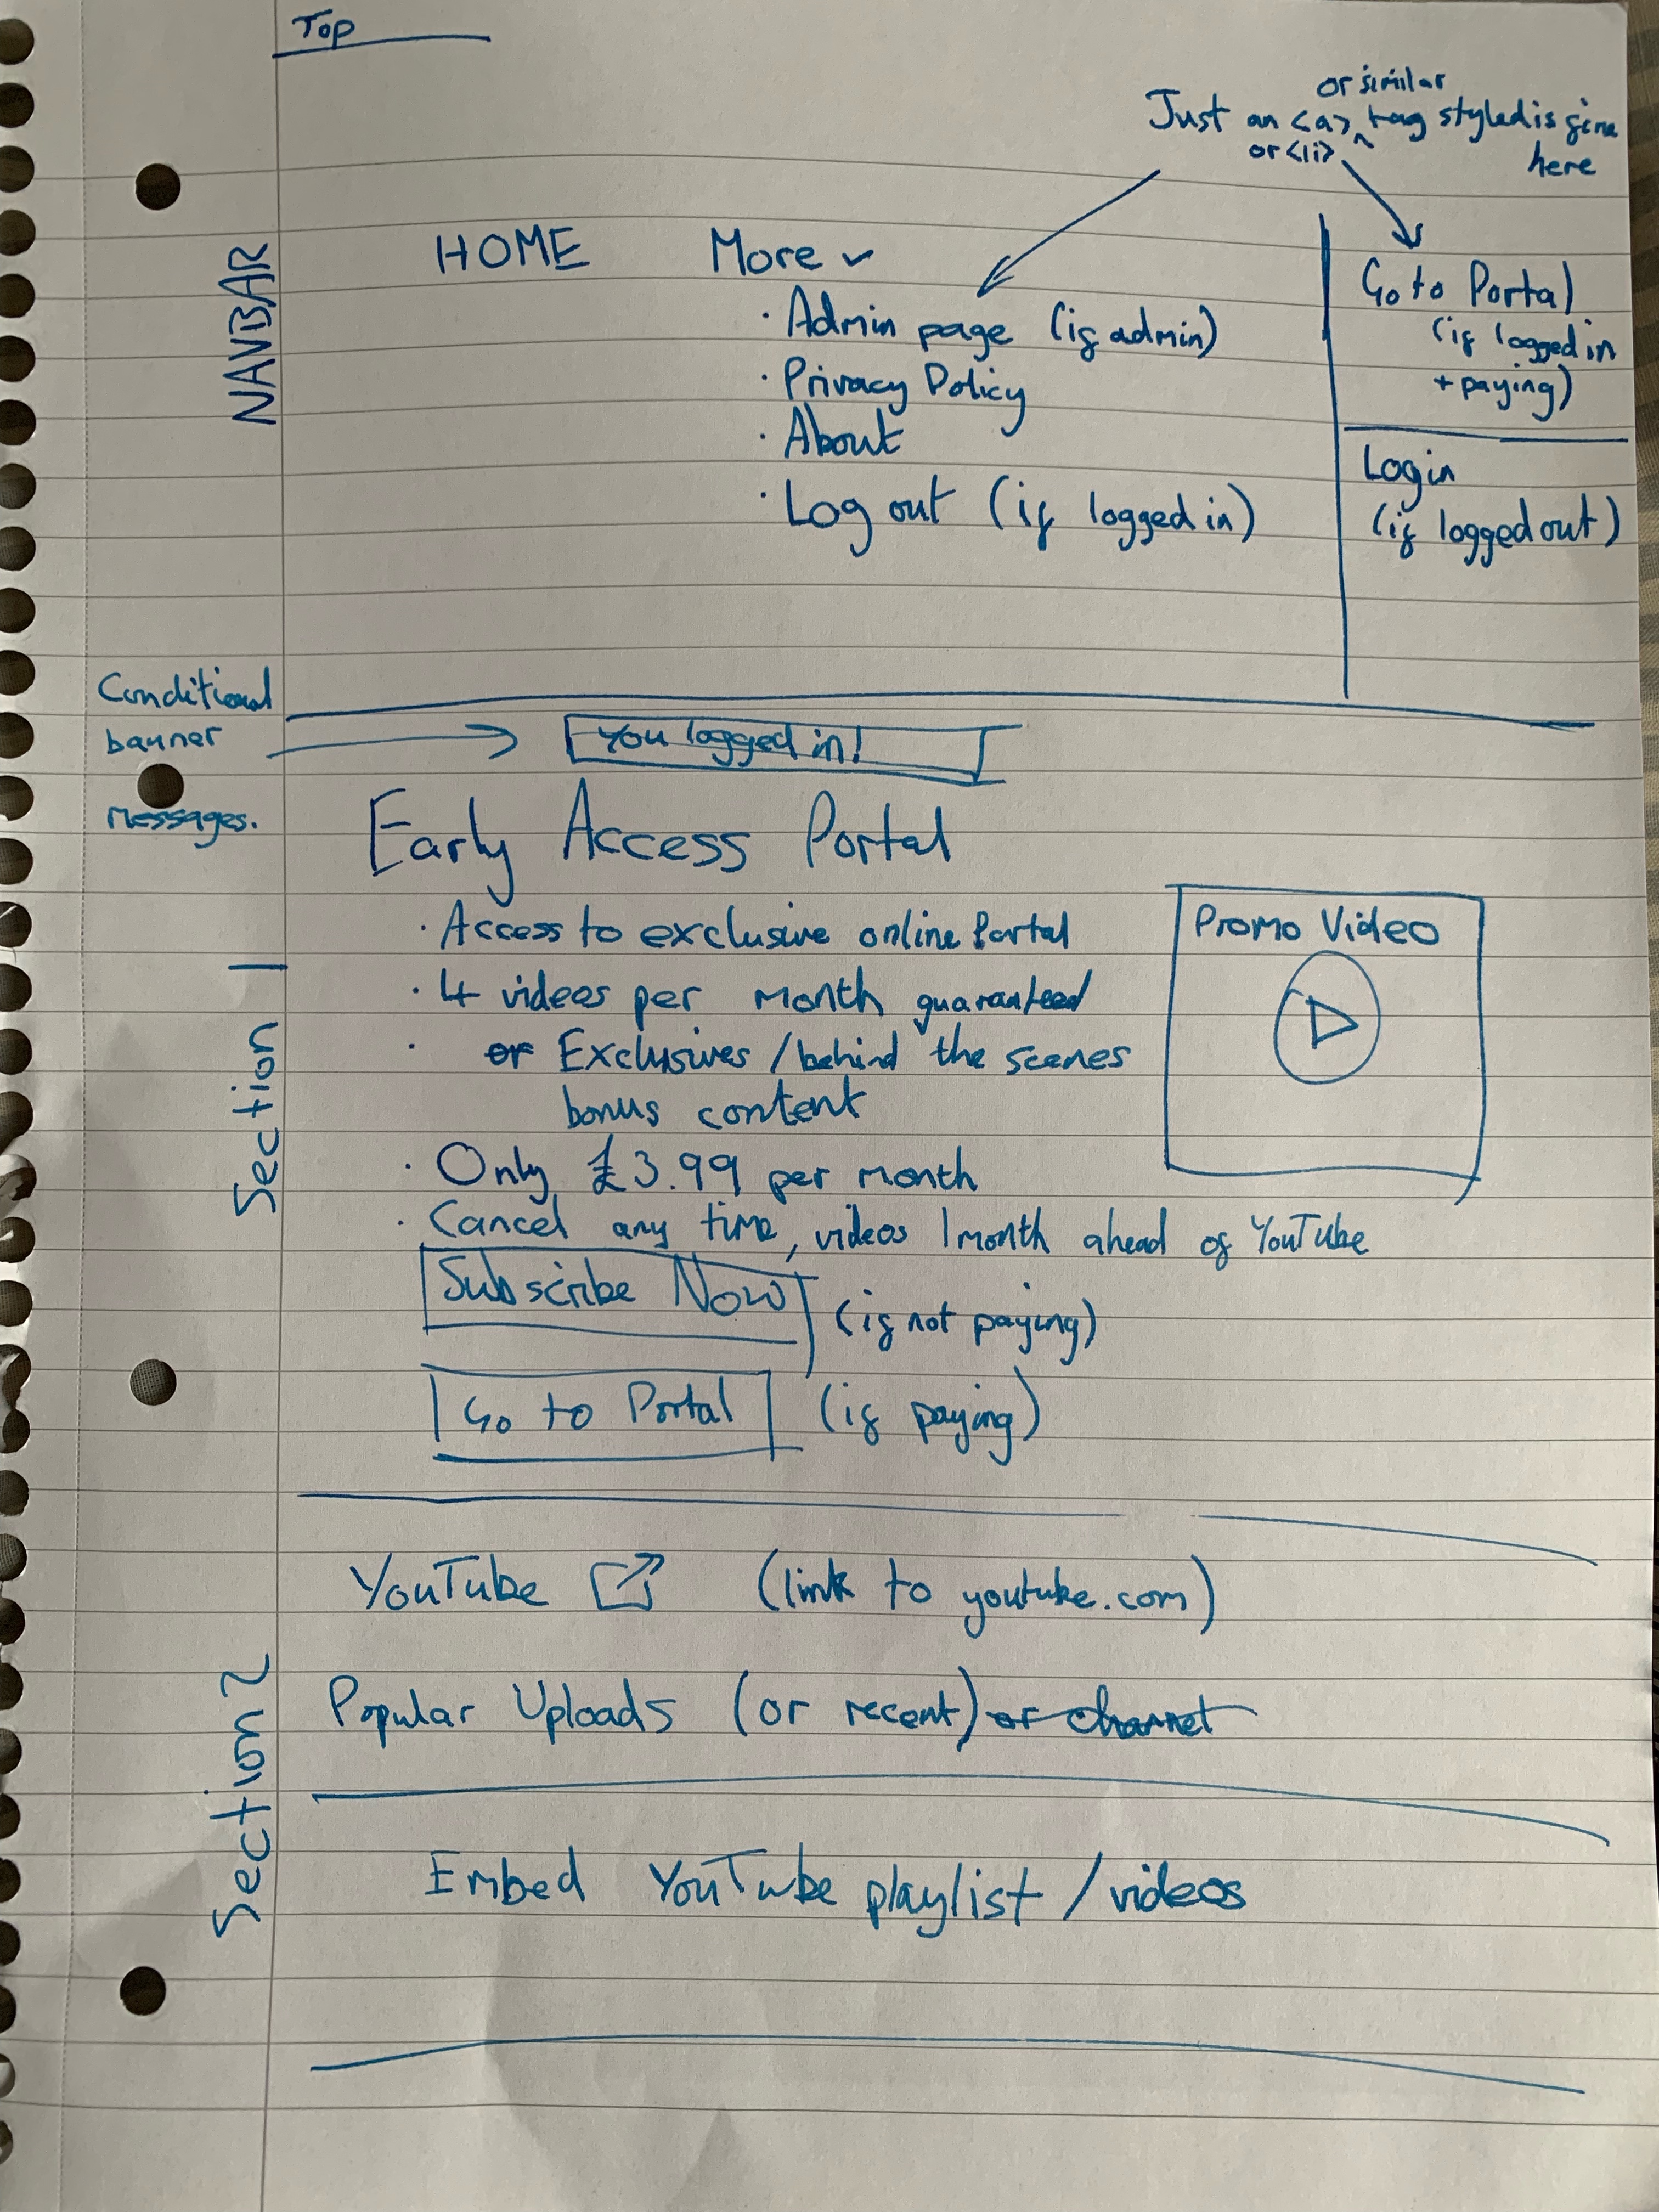 Top
or similar
Just an <a> ^ tag styled is fine
or <li>
here
NAVBAR
HOME
More
· Admin page (if admin)
· Privacy Policy
· About
· Log out (if logged in)
Go to Portal
(if logged in
+ paying)
Login
(if logged out)
Conditional
banner
Messages.
You logged in!
Section 1
Early Access Portal
· Access to exclusive online Portal
· 4 videos per month guaranteed
· or Exclusives / behind the scenes
bonus content
· Only £3.99 per month
· Cancel any time, videos 1 month ahead of YouTube
Promo Video
Subscribe Now
(if not paying)
Go to Portal
(if paying)
Section 2
YouTube
(link to youtube.com)
Popular Uploads (or recent) or channel
Embed YouTube playlist / videos